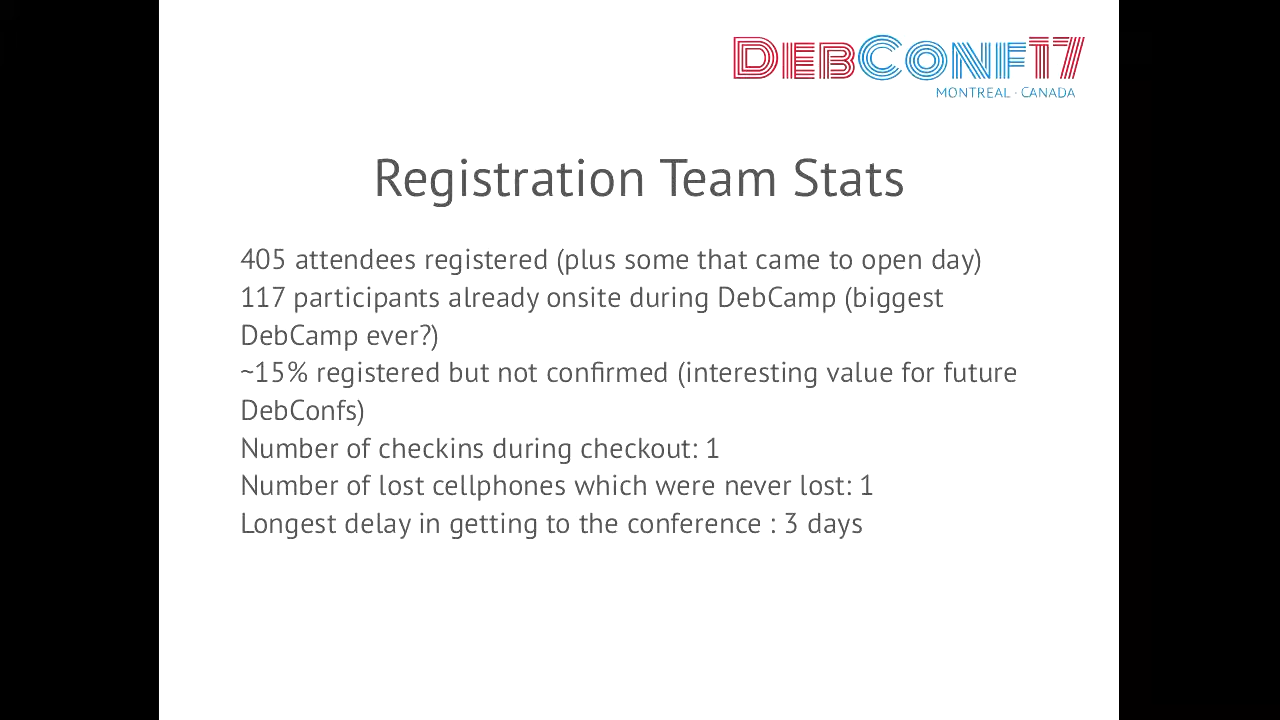 DEBCONF17
MONTREAL · CANADA
Registration Team Stats
405 attendees registered (plus some that came to open day)
117 participants already onsite during DebCamp (biggest
DebCamp ever?)
~15% registered but not confirmed (interesting value for future
DebConfs)
Number of checkins during checkout: 1
Number of lost cellphones which were never lost: 1
Longest delay in getting to the conference : 3 days